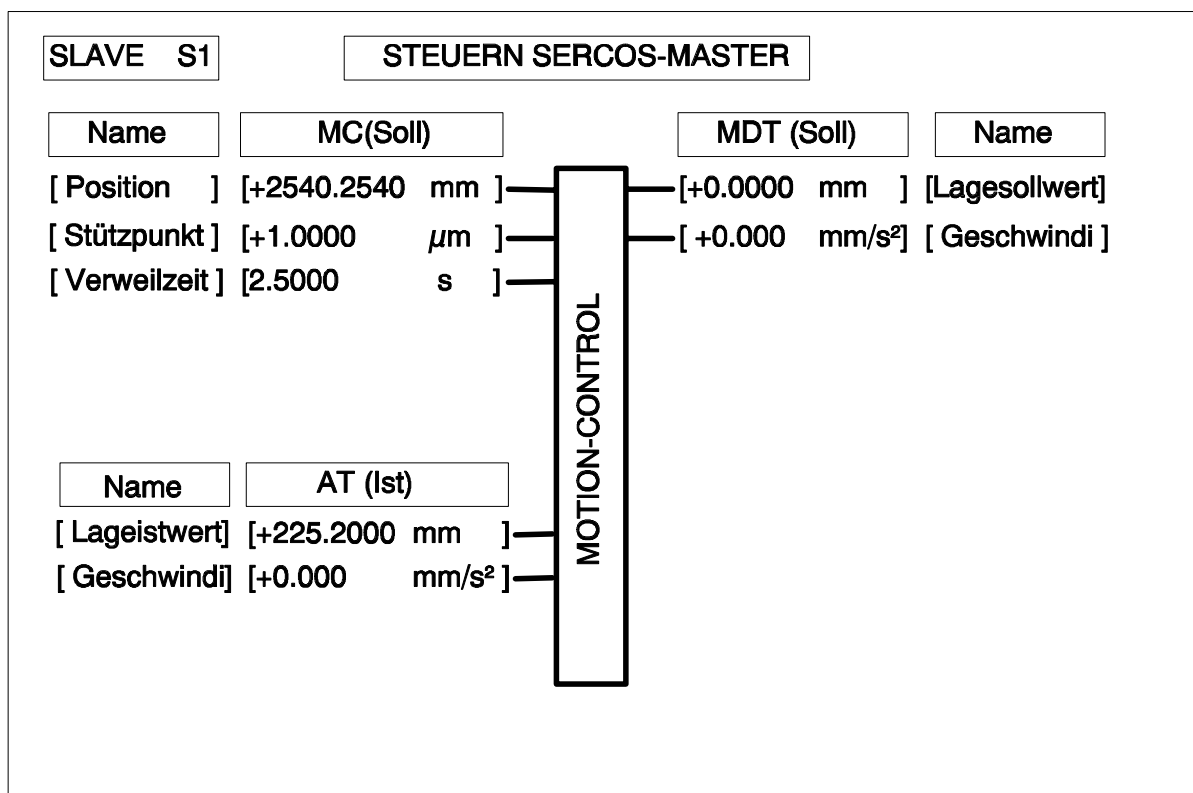 SLAVE S1 STEUERN SERCOS-MASTER
Name MC(Soll) MDT (Soll) Name
[ Position ] [+2540.2540 mm ] [+0.0000 mm ] [Lagesollwert]
[ Stützpunkt ] [+1.0000 µm ] [ +0.000 mm/s²] [ Geschwindi ]
[ Verweilzeit ] [2.5000 s ]
MOTION-CONTROL
Name AT (Ist)
[ Lageistwert] [+225.2000 mm ]
[ Geschwindi] [+0.000 mm/s² ]